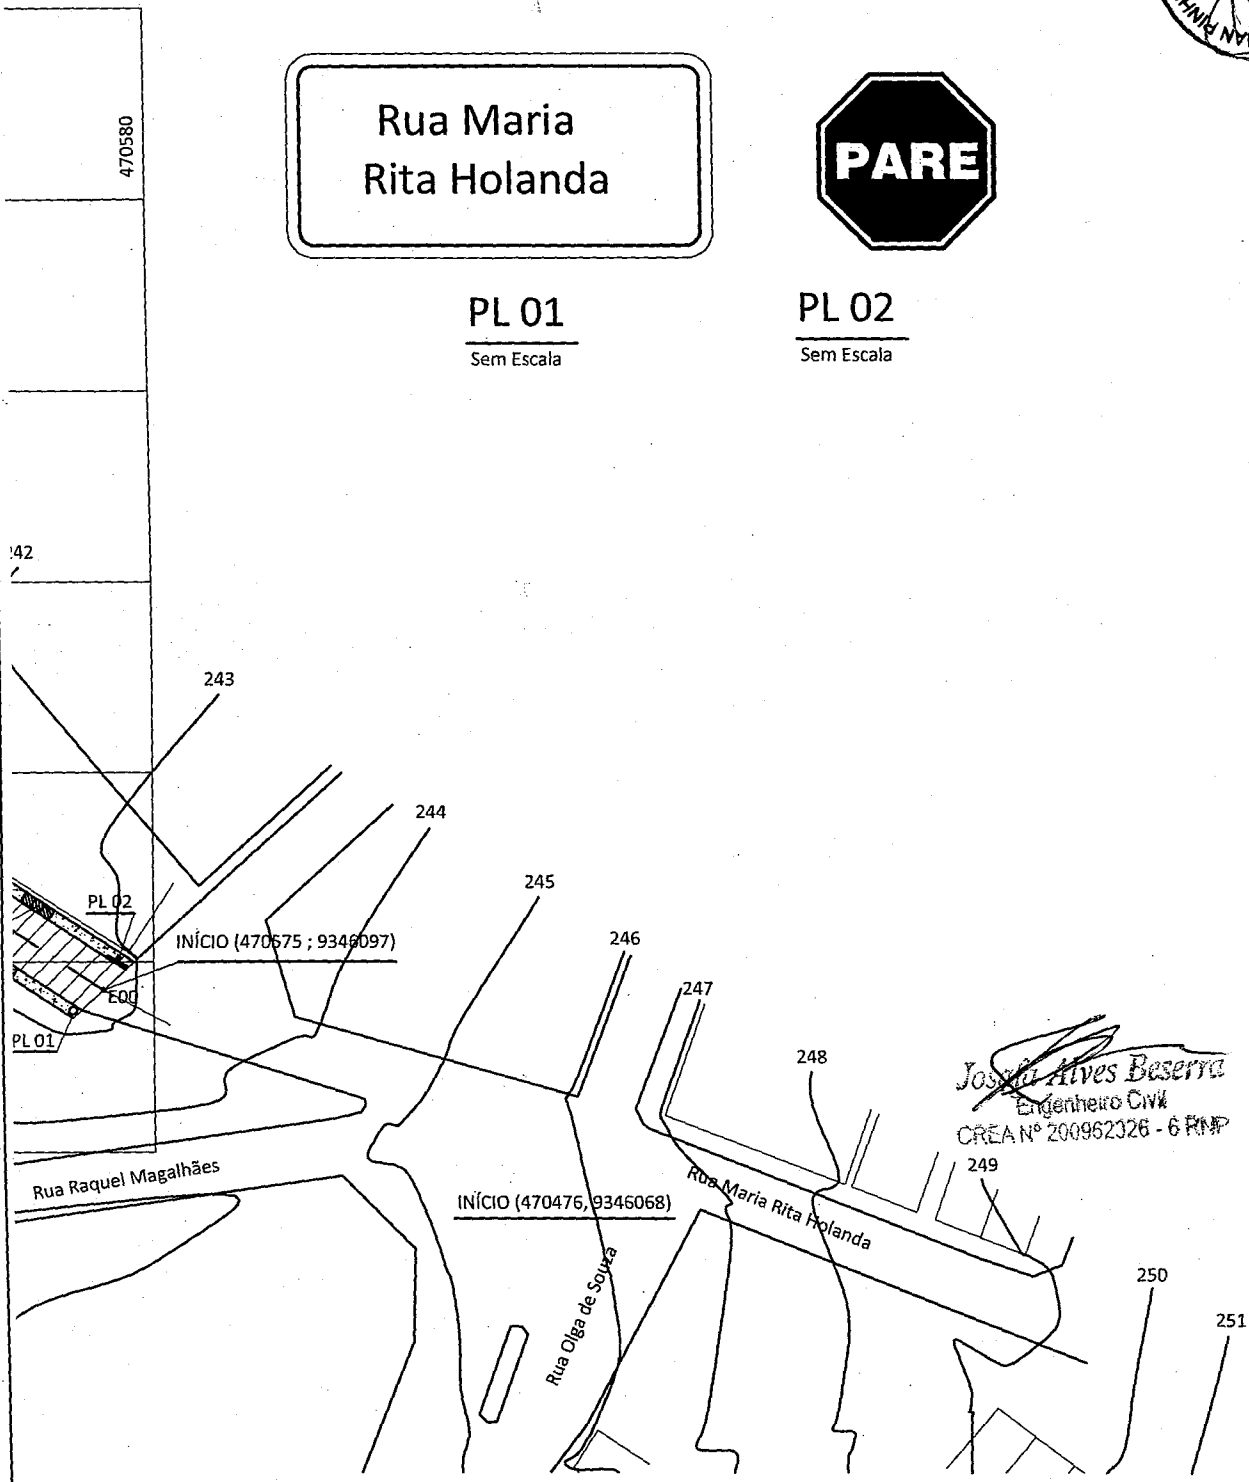 470580
Rua Maria
Rita Holanda
PARE
PL 01
Sem Escala
PL 02
Sem Escala
243
244
245
PL 02
INÍCIO (470575 ; 9346097)
246
247
E00
PL 01
248
Alves Beserra
Engenheiro Civil
CREA Nº 200962326 - 6 RNP
249
Rua Raquel Magalhães
INÍCIO (470476, 9346068)
Rua Maria Rita Holanda
Rua Olga de Souza
250
251